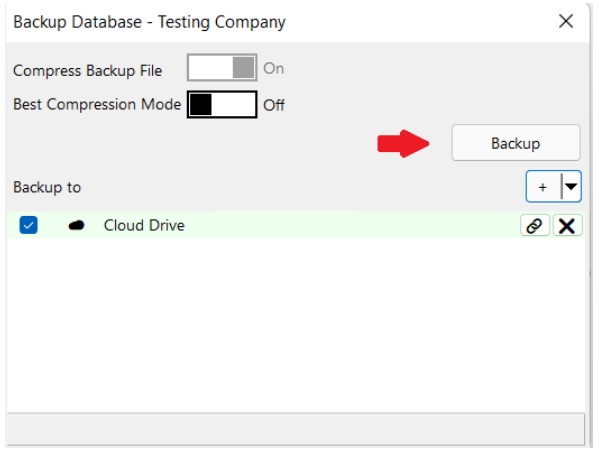 Backup Database - Testing Company
Compress Backup File On
Best Compression Mode Off
Backup
Backup to +
Cloud Drive